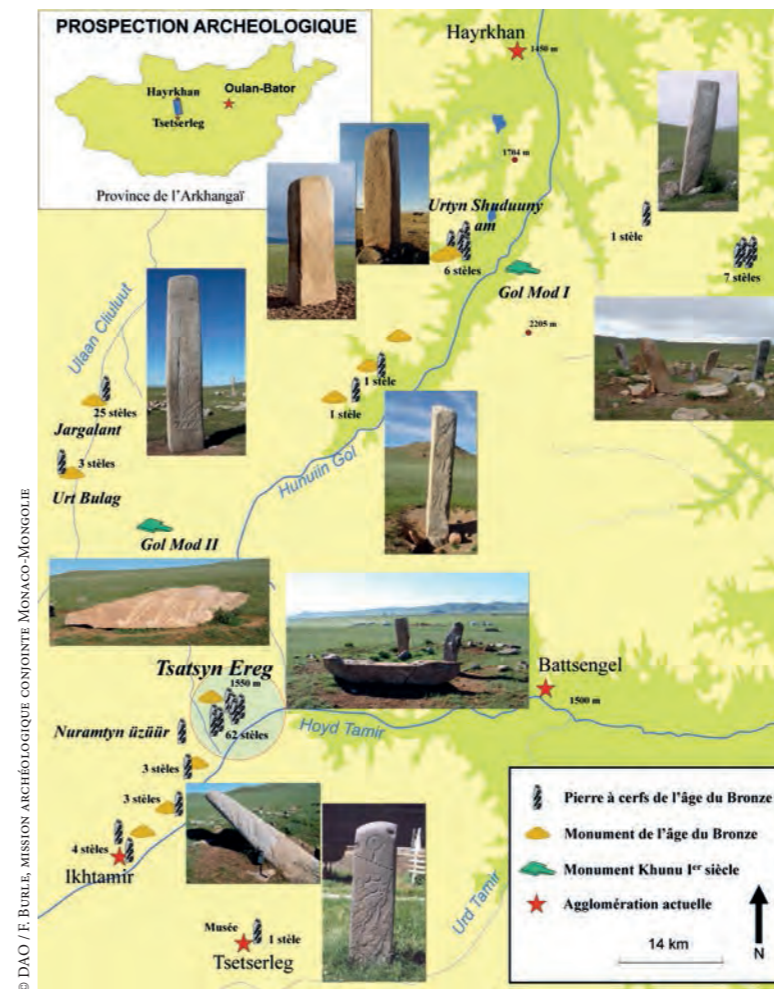 PROSPECTION ARCHEOLOGIQUE
Hayrkhan
Oulan-Bator
Tsetserleg
Province de l'Arkhangaï
Hayrkhan
1450 m
1704 m
Urtyn Shuduuny
am
6 stèles
1 stèle
7 stèles
Gol Mod I
2205 m
Ulaan Cliuluut
25 stèles
Jargalant
1 stèle
1 stèle
3 stèles
Urt Bulag
Hunuiin Gol
Gol Mod II
Tsatsyn Ereg
1550 m
62 stèles
Battsengel
1500 m
Nuramtyn üzüür
Hoyd Tamir
3 stèles
3 stèles
4 stèles
Ikhtamir
Musée
1 stèle
Tsetserleg
Urd Tamir
Pierre à cerfs de l'âge du Bronze
Monument de l'âge du Bronze
Monument Khunu Ier siècle
Agglomération actuelle
14 km
N
© DAO / F. BURLE, MISSION ARCHÉOLOGIQUE CONJOINTE MONACO-MONGOLIE